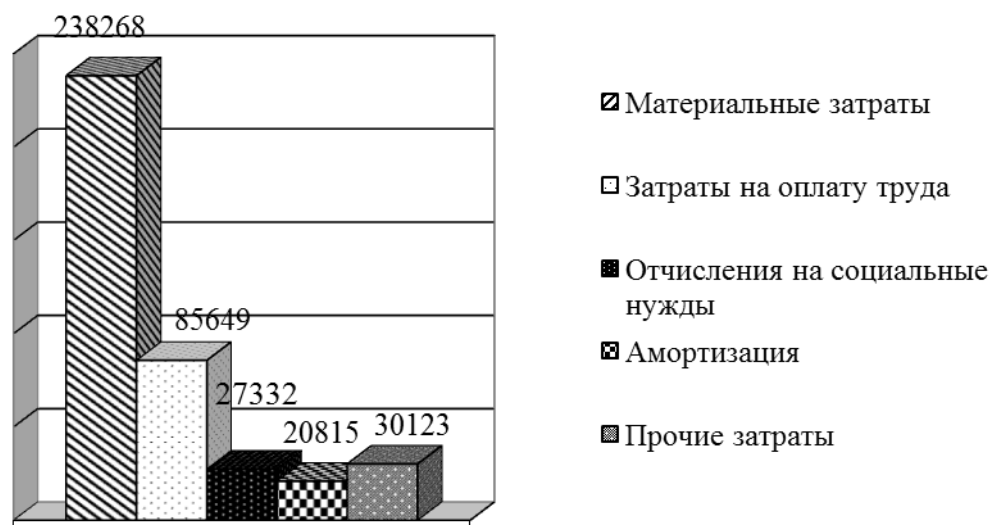 238268
85649
27332
20815
30123
Материальные затраты
Затраты на оплату труда
Отчисления на социальные
нужды
Амортизация
Прочие затраты